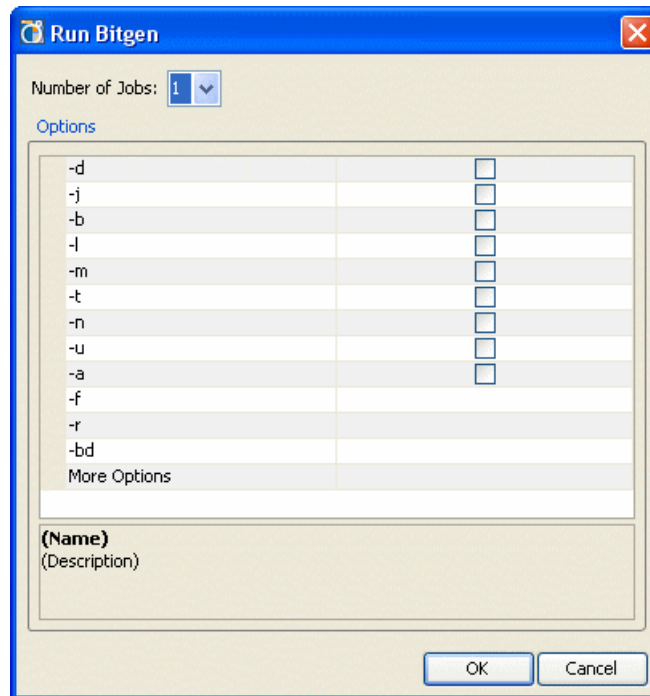 Run Bitgen
Number of Jobs: 1
Options
-d
-j
-b
-l
-m
-t
-n
-u
-a
-f
-r
-bd
More Options
(Name)
(Description)
OK Cancel